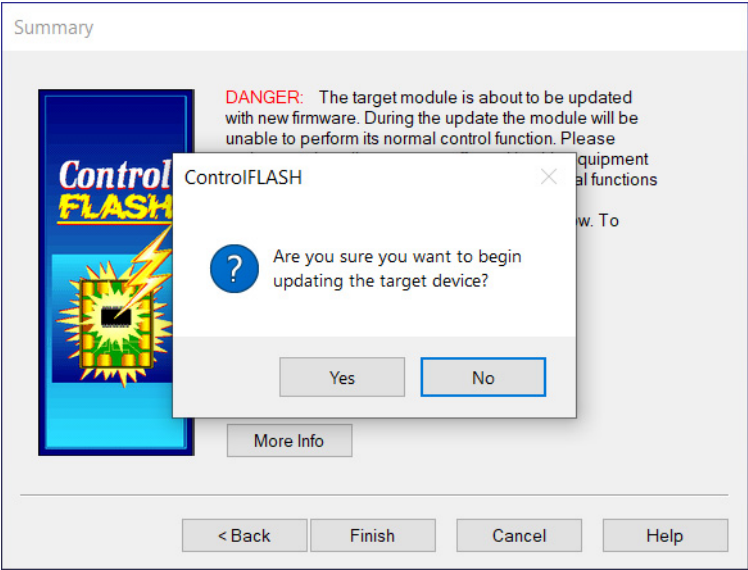 Summary
DANGER: The target module is about to be updated
with new firmware. During the update the module will be
unable to perform its normal control function. Please
quipment
al functions
w. To
Control
FLASH
ControlFLASH
?
Are you sure you want to begin
updating the target device?
Yes No
More Info
< Back Finish Cancel Help